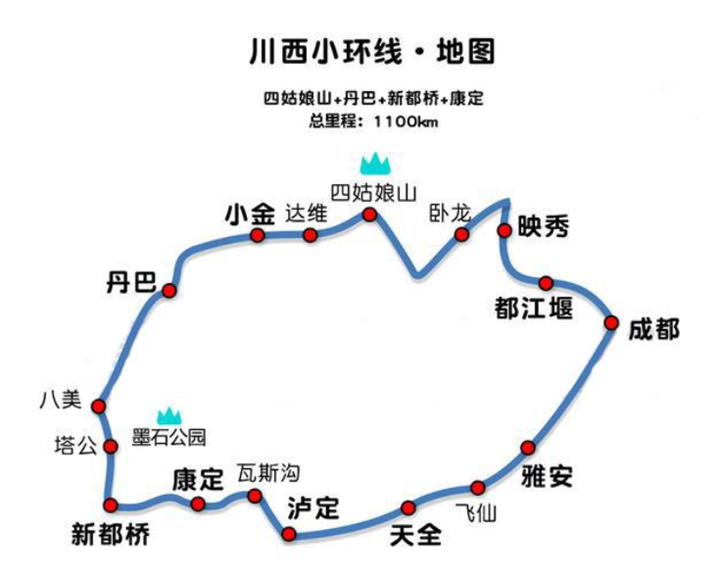 川西小环线·地图
四姑娘山+丹巴+新都桥+康定
总里程：1100km
四姑娘山
小金
达维
卧龙
映秀
丹巴
都江堰
成都
八美
墨石公园
塔公
康定
瓦斯沟
雅安
泸定
飞仙
新都桥
天全